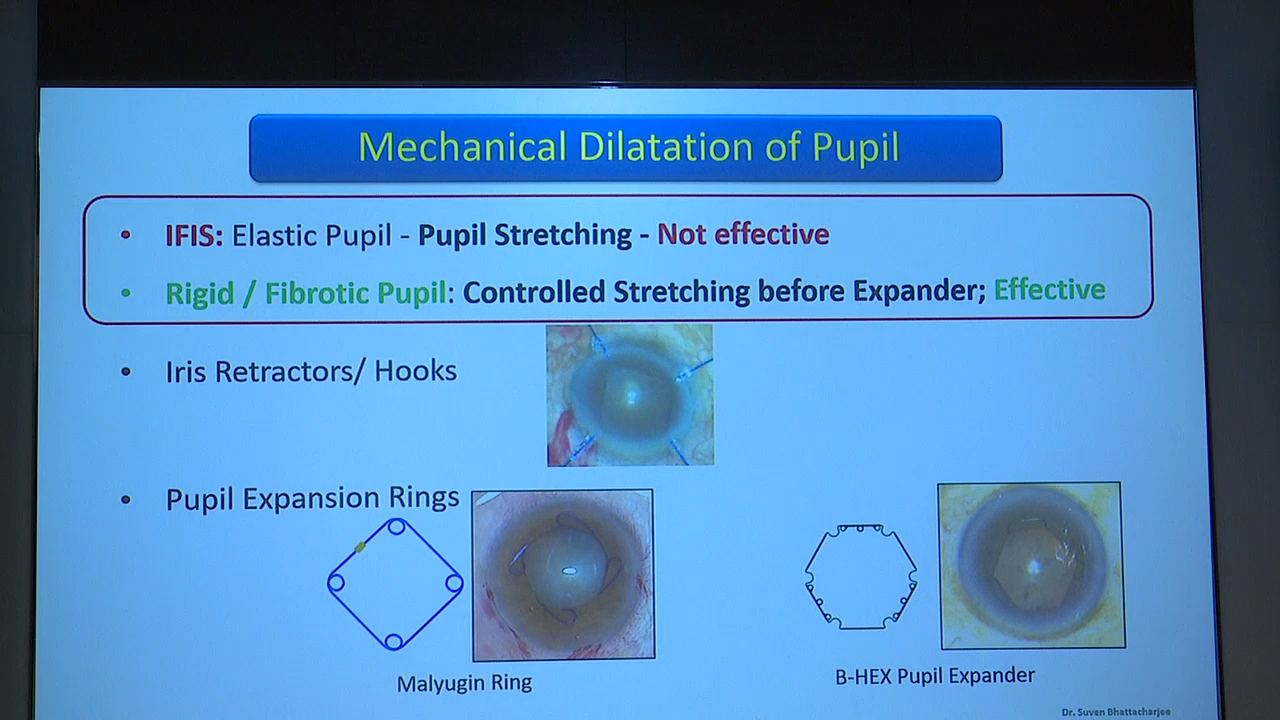 Mechanical Dilatation of Pupil
• IFIS: Elastic Pupil - Pupil Stretching - Not effective
• Rigid / Fibrotic Pupil: Controlled Stretching before Expander; Effective
• Iris Retractors/ Hooks
• Pupil Expansion Rings
Malyugin Ring
B-HEX Pupil Expander
Dr. Suven Bhattacharjee